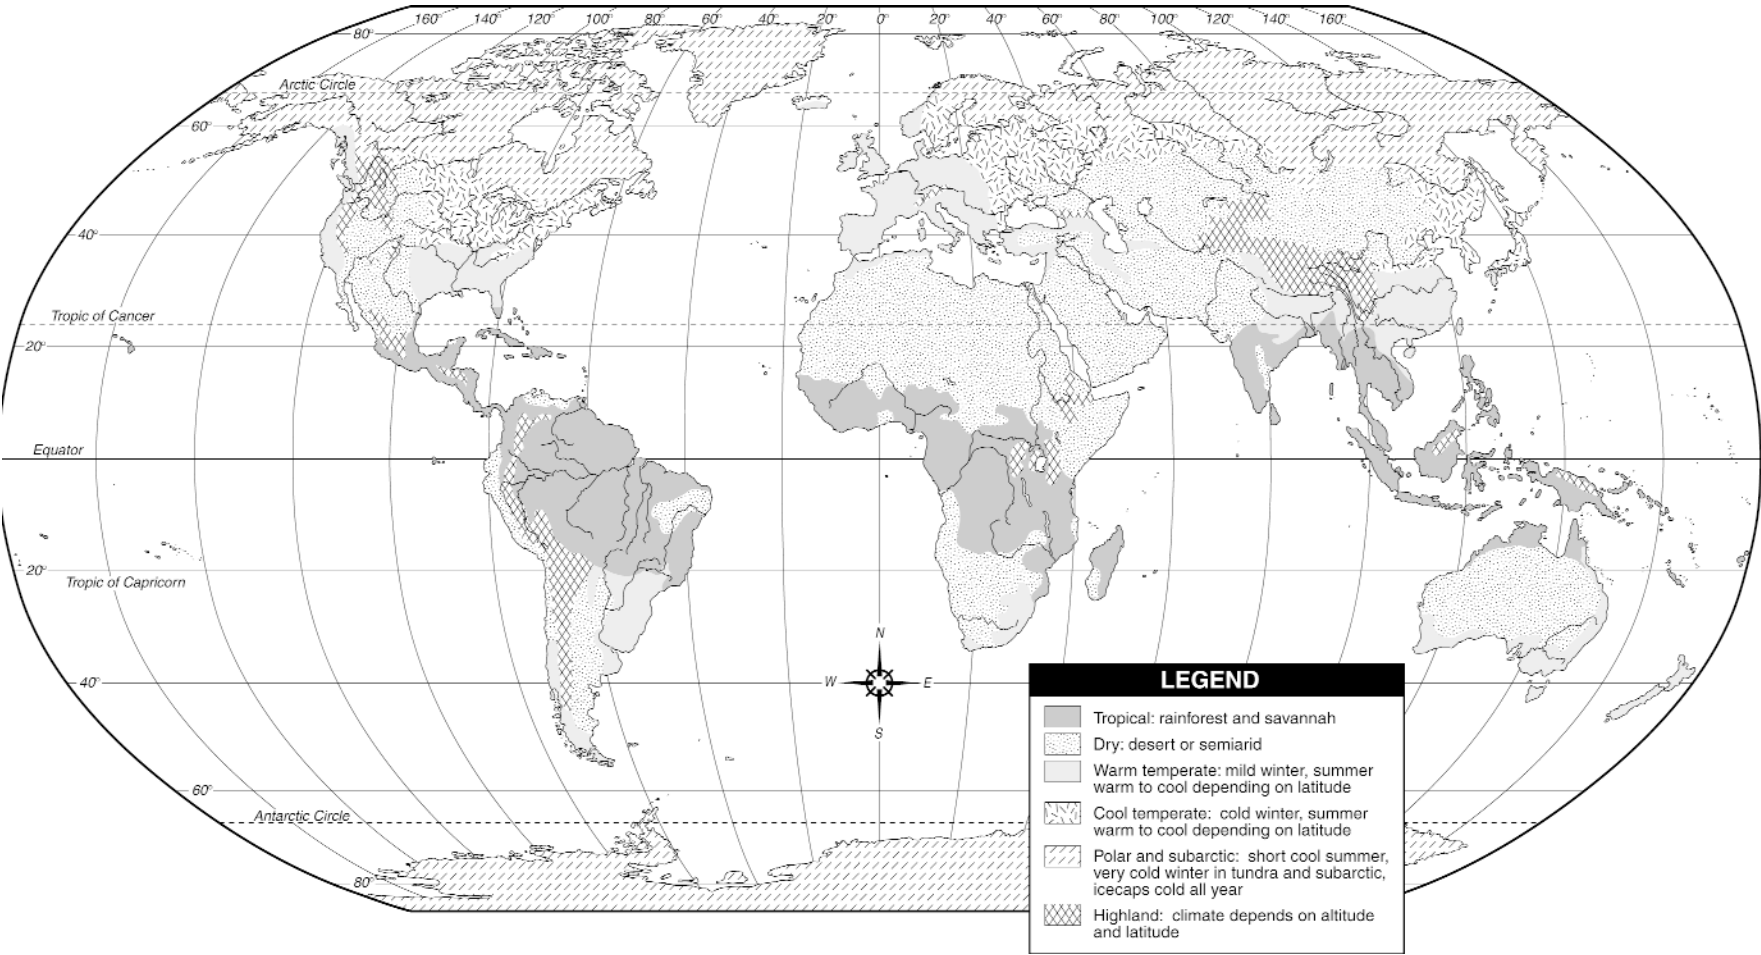 160° 140° 120° 100° 80° 60° 40° 20° 0° 20° 40° 60° 80° 100° 120° 140° 160°
80°
Arctic Circle
60°
40°
Tropic of Cancer
20°
Equator
20°
Tropic of Capricorn
N
W E
S
40°
60°
Antarctic Circle
80°
LEGEND
Tropical: rainforest and savannah
Dry: desert or semiarid
Warm temperate: mild winter, summer
warm to cool depending on latitude
Cool temperate: cold winter, summer
warm to cool depending on latitude
Polar and subarctic: short cool summer,
very cold winter in tundra and subarctic,
icecaps cold all year
Highland: climate depends on altitude
and latitude